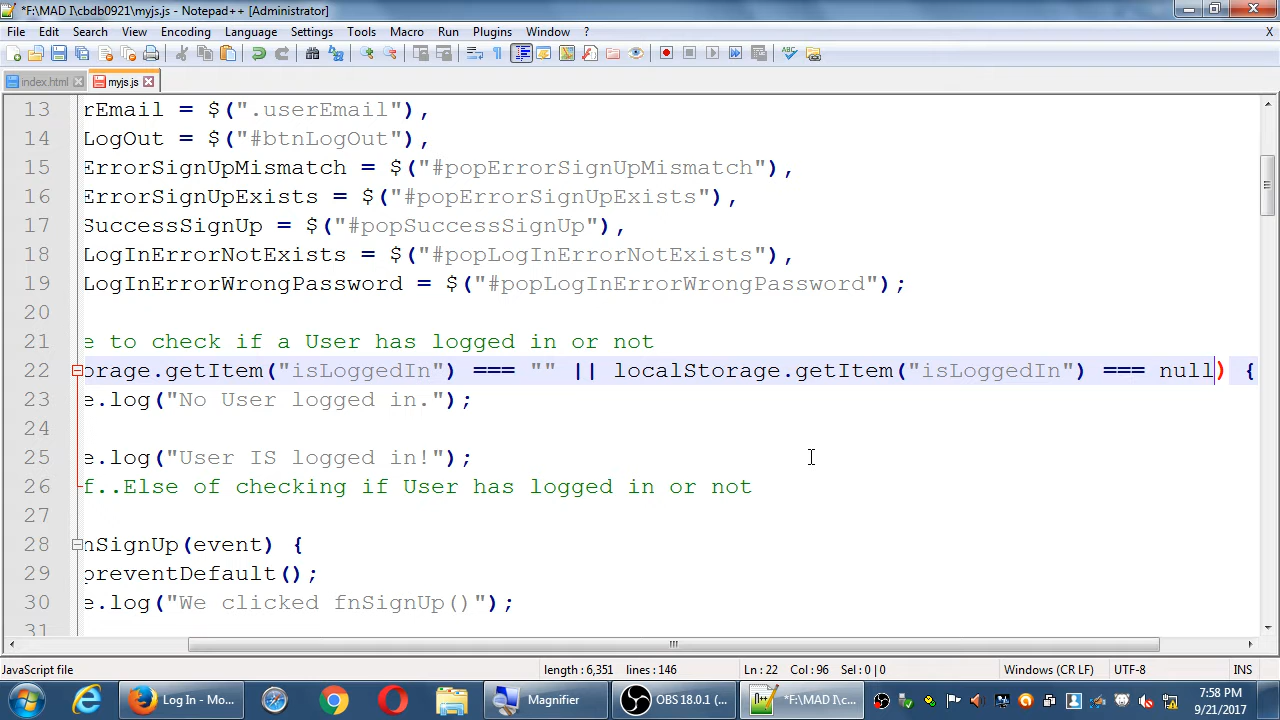 *F:\MAD I\cbdb0921\myjs.js - Notepad++ [Administrator]
File Edit Search View Encoding Language Settings Tools Macro Run Plugins Window ? X
index.html myjs.js
13 rEmail = $(".userEmail"),
14 LogOut = $("#btnLogOut"),
15 ErrorSignUpMismatch = $("#popErrorSignUpMismatch"),
16 ErrorSignUpExists = $("#popErrorSignUpExists"),
17 SuccessSignUp = $("#popSuccessSignUp"),
18 LogInErrorNotExists = $("#popLogInErrorNotExists"),
19 LogInErrorWrongPassword = $("#popLogInErrorWrongPassword");
20
21 e to check if a User has logged in or not
22 orage.getItem("isLoggedIn") === "" || localStorage.getItem("isLoggedIn") === null) {
23 e.log("No User logged in.");
24
25 e.log("User IS logged in!");
26 f..Else of checking if User has logged in or not
27
28 nSignUp(event) {
29 preventDefault();
30 e.log("We clicked fnSignUp()");
31
JavaScript file length : 6,351 lines : 146 Ln : 22 Col : 96 Sel : 0 | 0 Windows (CR LF) UTF-8 INS
Log In - Mo... Magnifier OBS 18.0.1 (... *F:\MAD I\c... 7:58 PM
9/21/2017